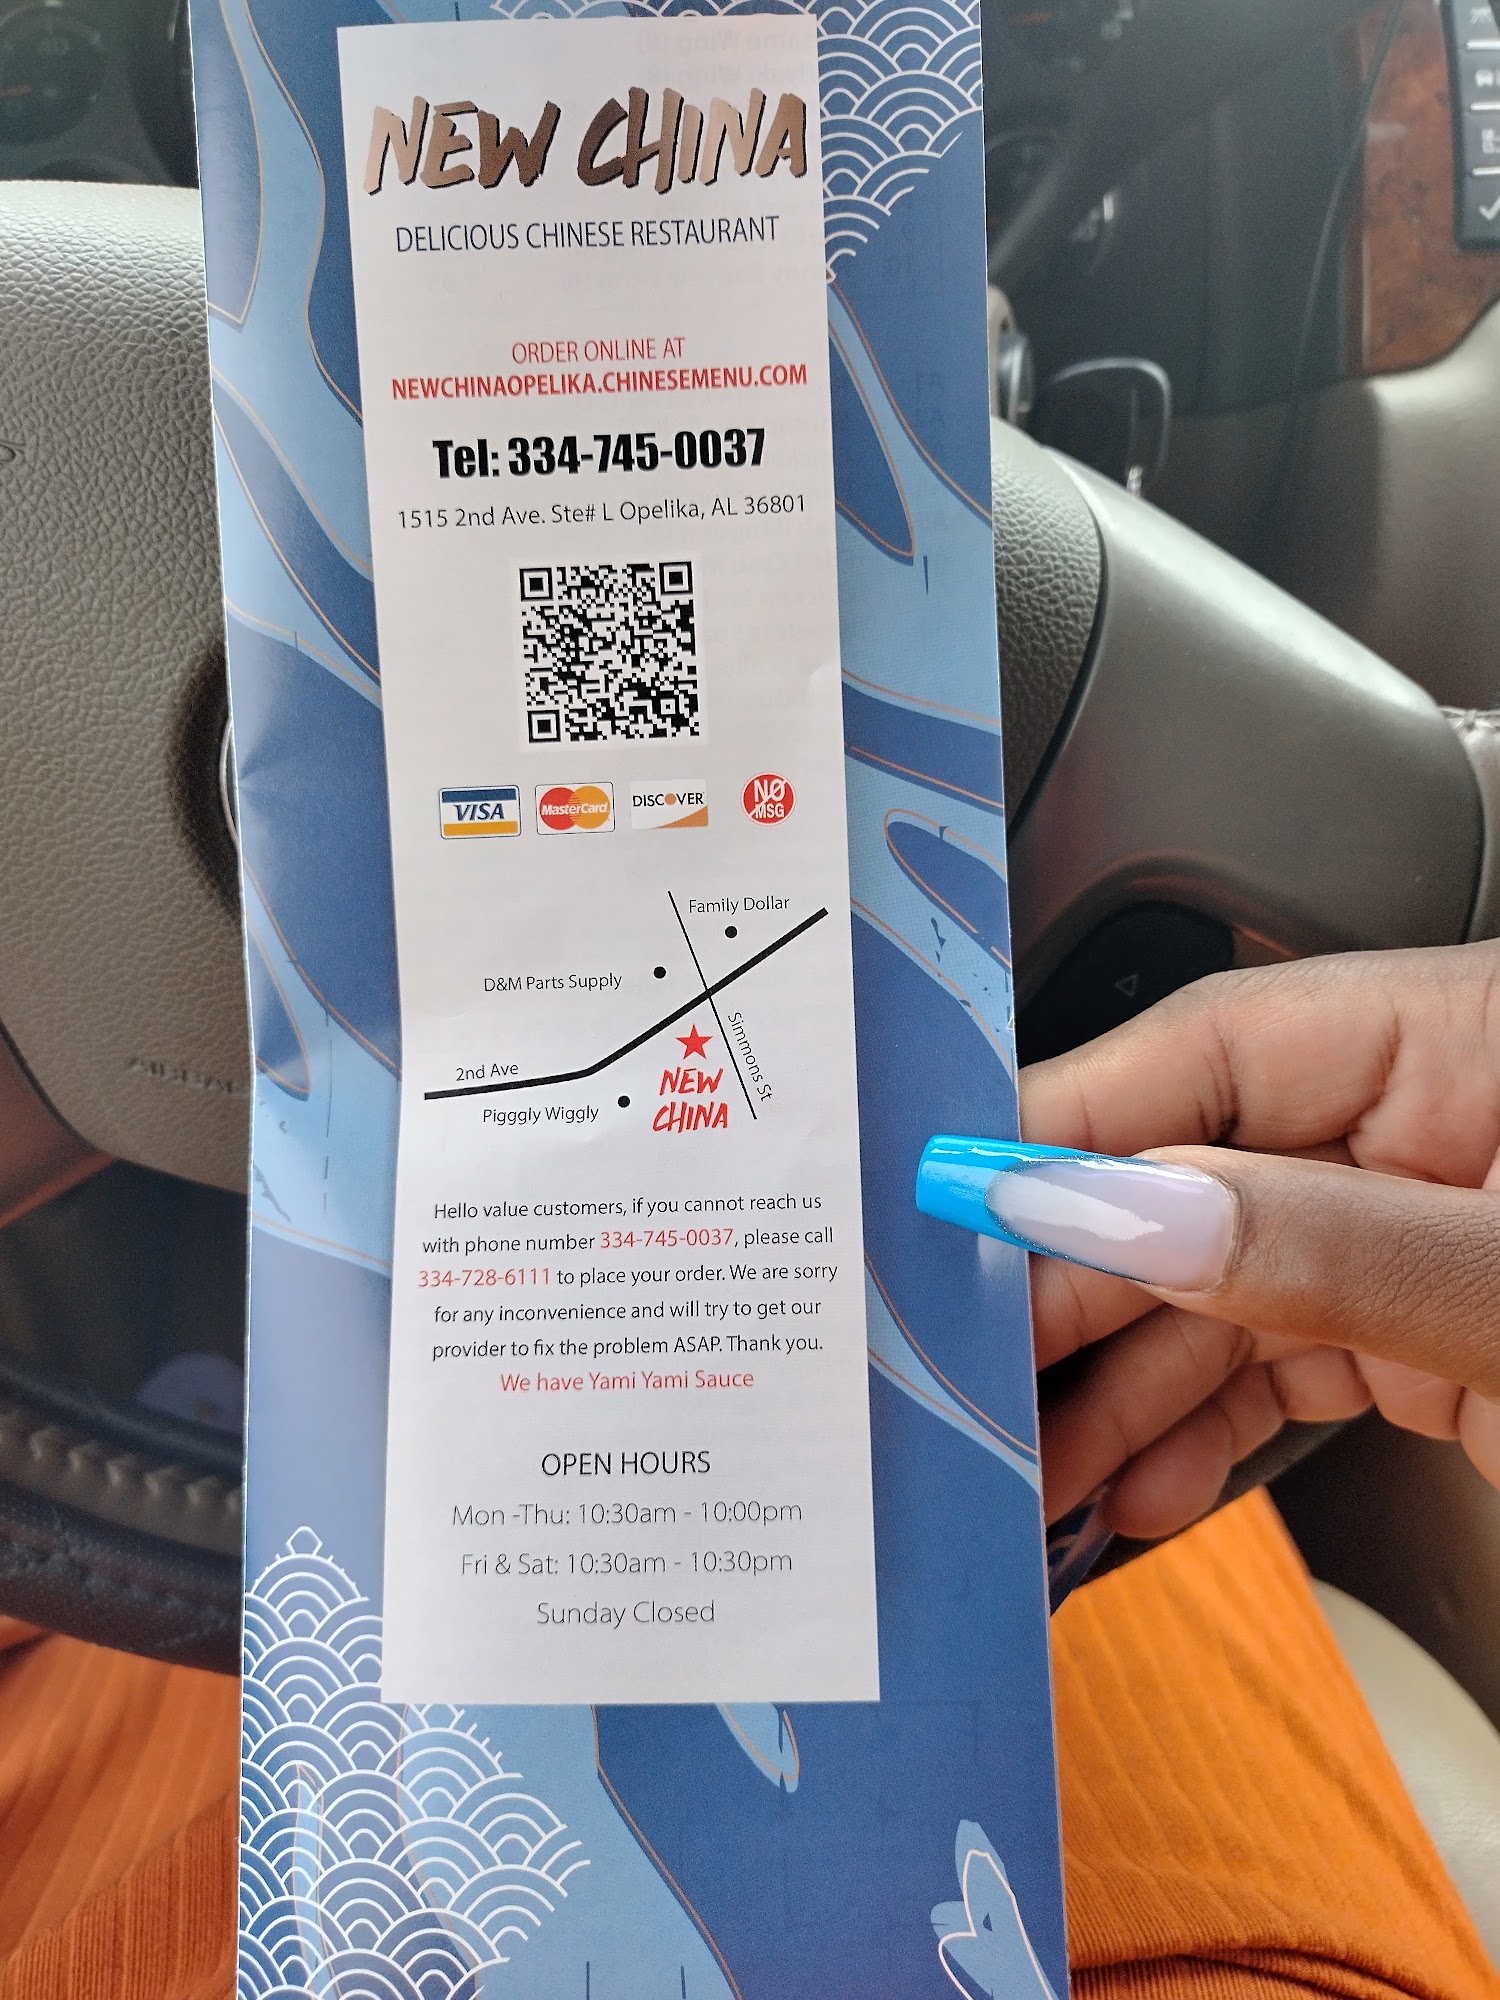 NEW CHINA
DELICIOUS CHINESE RESTAURANT
ORDER ONLINE AT
NEWCHINAOPELIKA.CHINESEMENU.COM
Tel: 334-745-0037
1515 2nd Ave. Ste# L Opelika, AL 36801
VISA
MasterCard
DISCOVER
NO
MSG
Family Dollar
D&M Parts Supply
Simmons St
2nd Ave
NEW
CHINA
Pigggly Wiggly
Hello value customers, if you cannot reach us
with phone number 334-745-0037, please call
334-728-6111 to place your order. We are sorry
for any inconvenience and will try to get our
provider to fix the problem ASAP. Thank you.
We have Yami Yami Sauce
OPEN HOURS
Mon -Thu: 10:30am - 10:00pm
Fri & Sat: 10:30am - 10:30pm
Sunday Closed